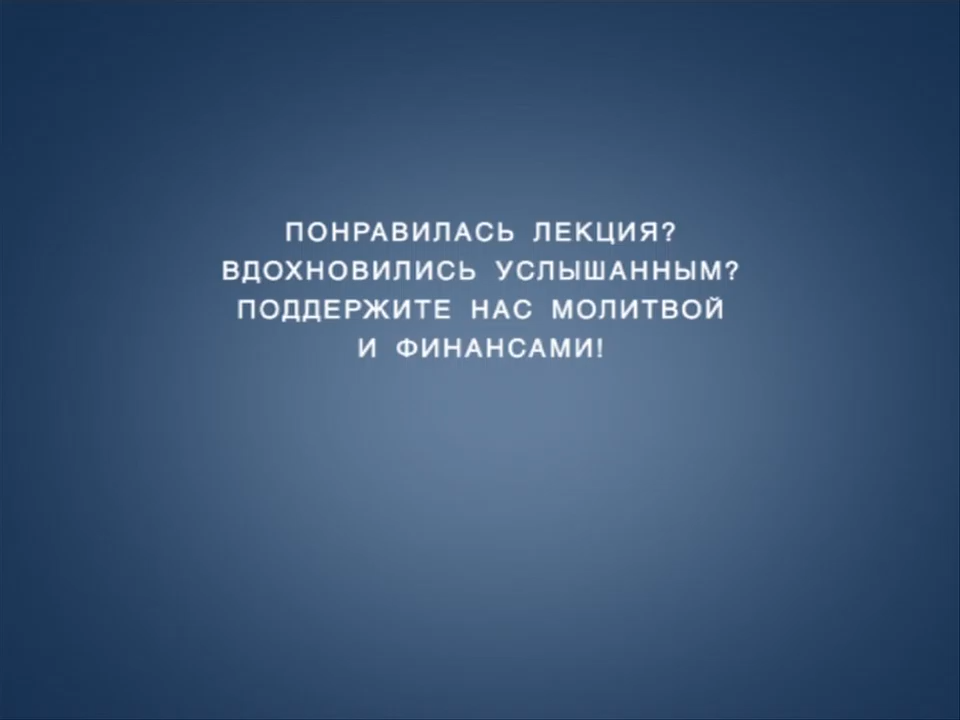 ПОНРАВИЛАСЬ ЛЕКЦИЯ?
ВДОХНОВИЛИСЬ УСЛЫШАННЫМ?
ПОДДЕРЖИТЕ НАС МОЛИТВОЙ
И ФИНАНСАМИ!